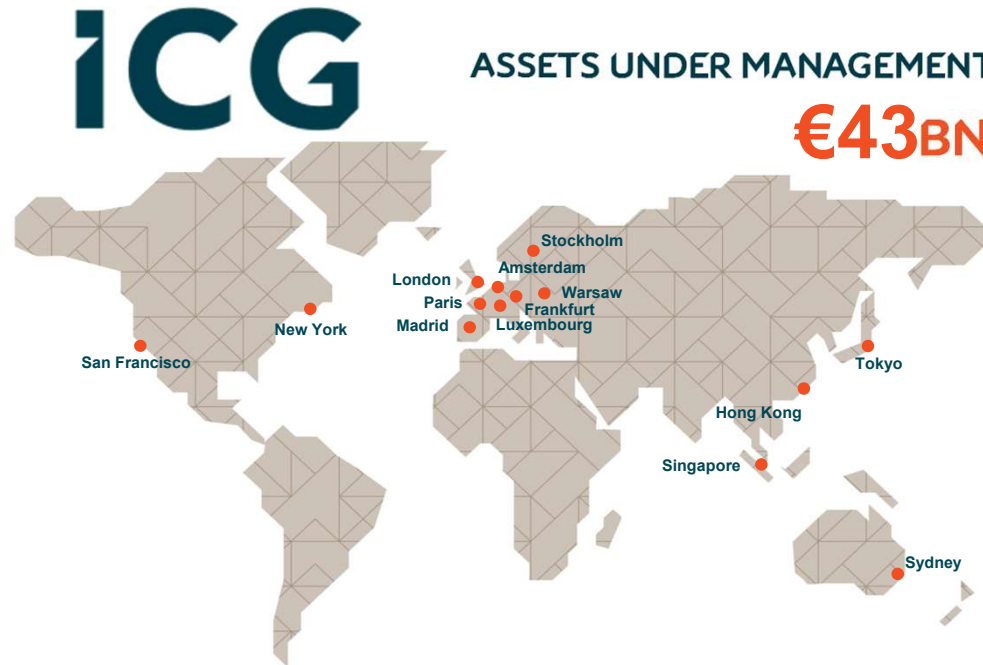 ICG
ASSETS UNDER MANAGEMENT
€43BN
Stockholm
London
Amsterdam
Paris
Warsaw
Frankfurt
Madrid
Luxembourg
New York
San Francisco
Tokyo
Hong Kong
Singapore
Sydney